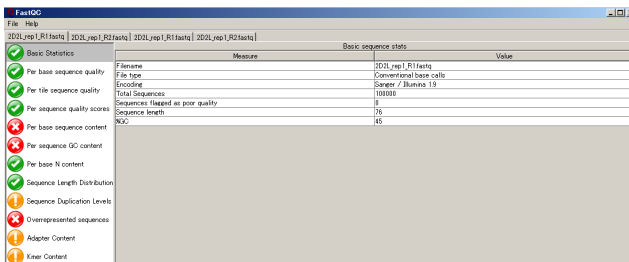 FastQC
File Help
2D2L_rep1_R1.fastq 2D2L_rep1_R2.fastq 2D2L_rep1_R1.fastq 2D2L_rep1_R2.fastq
Basic Statistics
Per base sequence quality
Per tile sequence quality
Per sequence quality scores
Per base sequence content
Per sequence GC content
Per base N content
Sequence Length Distribution
Sequence Duplication Levels
Overrepresented sequences
Adapter Content
Kmer Content
Basic sequence stats
Measure Value
Filename 2D2L_rep1_R1.fastq
File type Conventional base calls
Encoding Sanger / Illumina 1.9
Total Sequences 100000
Sequences flagged as poor quality 0
Sequence length 76
%GC 45